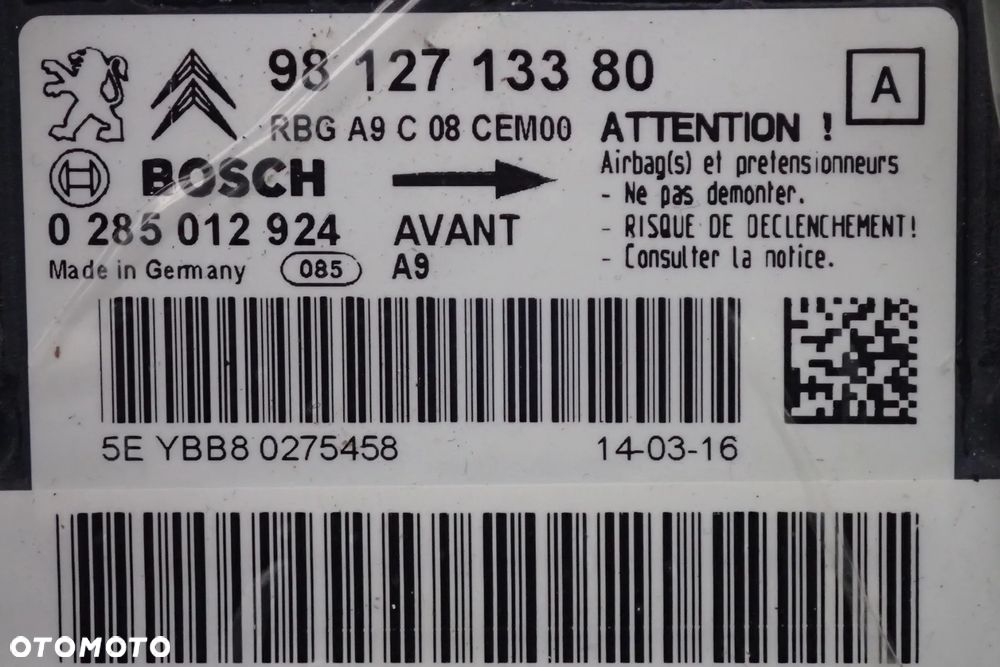 98 127 133 80
A
RBG A9 C 08 CEM00
ATTENTION !
BOSCH
Airbag(s) et pretensionneurs
- Ne pas demonter.
0 285 012 924
AVANT
- RISQUE DE DECLENCHEMENT!
Made in Germany
085
A9
- Consulter la notice.
5E YBB8 0275458
14-03-16
OTOMOTO